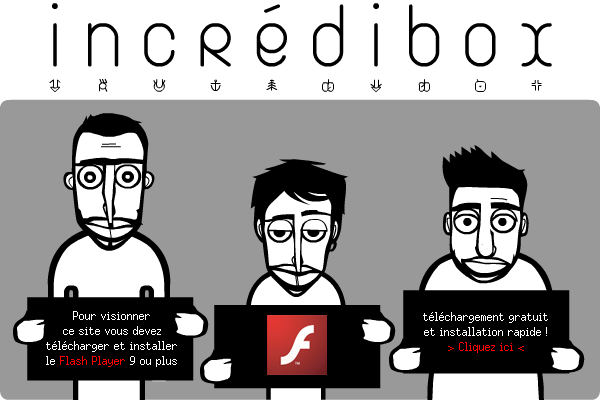 incrédibox
Pour visionner
ce site vous devez
télécharger et installer
le Flash Player 9 ou plus
f
TM
téléchargement gratuit
et installation rapide !
> Cliquez ici <